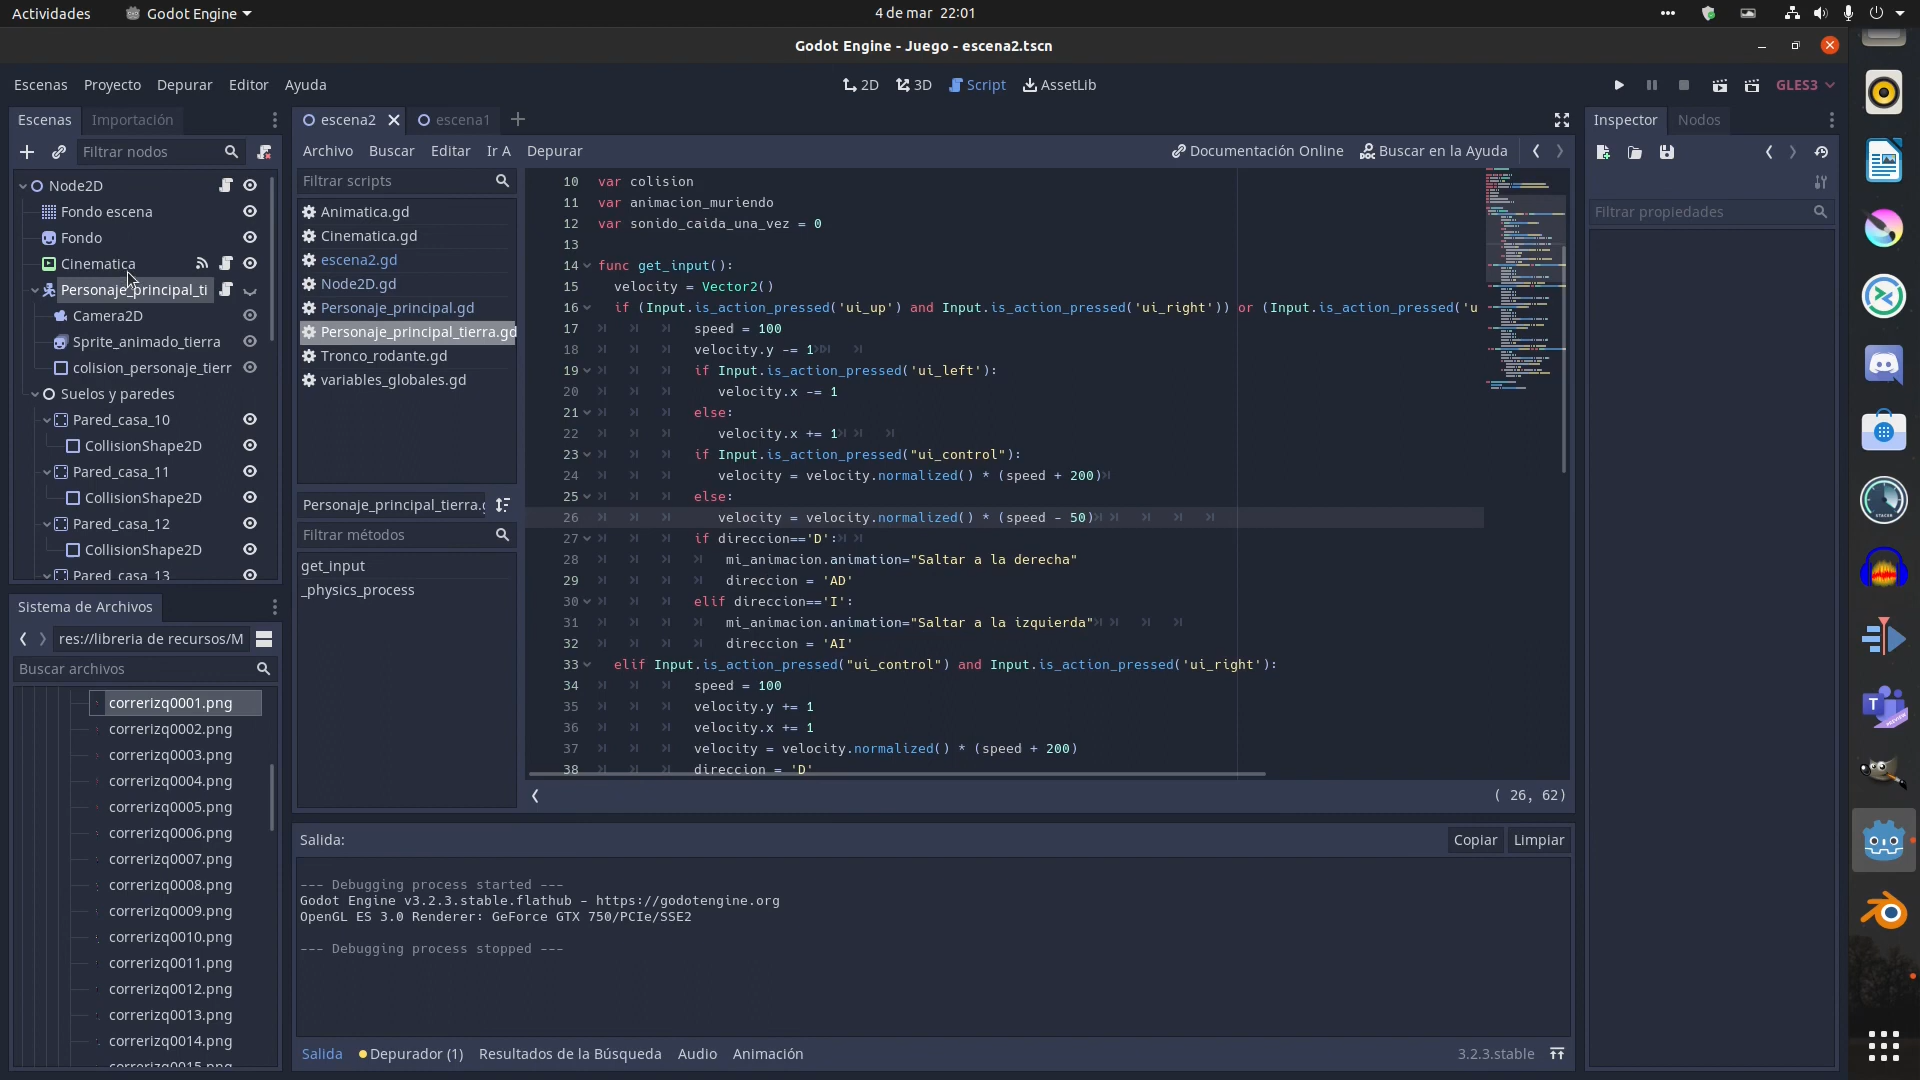 Actividades
Godot Engine
4 de mar 22:01
Godot Engine - Juego - escena2.tscn
Escenas Proyecto Depurar Editor Ayuda
2D 3D Script AssetLib
GLES3
Escenas Importación
Filtrar nodos
Node2D
Fondo escena
Fondo
Cinematica
Personaje_principal_ti
Camera2D
Sprite_animado_tierra
colision_personaje_tierr
Suelos y paredes
Pared_casa_10
CollisionShape2D
Pared_casa_11
CollisionShape2D
Pared_casa_12
CollisionShape2D
Pared_casa_13
Sistema de Archivos
res://libreria de recursos/M
Buscar archivos
correrizq0001.png
correrizq0002.png
correrizq0003.png
correrizq0004.png
correrizq0005.png
correrizq0006.png
correrizq0007.png
correrizq0008.png
correrizq0009.png
correrizq0010.png
correrizq0011.png
correrizq0012.png
correrizq0013.png
correrizq0014.png
correrizq0015.png
escena2 escena1
Archivo Buscar Editar Ir A Depurar
Documentación Online Buscar en la Ayuda
Filtrar scripts
Animatica.gd
Cinematica.gd
escena2.gd
Node2D.gd
Personaje_principal.gd
Personaje_principal_tierra.gd
Tronco_rodante.gd
variables_globales.gd
Personaje_principal_tierra.g
Filtrar métodos
get_input
_physics_process
10 var colision
11 var animacion_muriendo
12 var sonido_caida_una_vez = 0
13
14 func get_input():
15 velocity = Vector2()
16 if (Input.is_action_pressed('ui_up') and Input.is_action_pressed('ui_right')) or (Input.is_action_pressed('u
17 speed = 100
18 velocity.y -= 1
19 if Input.is_action_pressed('ui_left'):
20 velocity.x -= 1
21 else:
22 velocity.x += 1
23 if Input.is_action_pressed("ui_control"):
24 velocity = velocity.normalized() * (speed + 200)
25 else:
26 velocity = velocity.normalized() * (speed - 50)
27 if direccion=='D':
28 mi_animacion.animation="Saltar a la derecha"
29 direccion = 'AD'
30 elif direccion=='I':
31 mi_animacion.animation="Saltar a la izquierda"
32 direccion = 'AI'
33 elif Input.is_action_pressed("ui_control") and Input.is_action_pressed('ui_right'):
34 speed = 100
35 velocity.y += 1
36 velocity.x += 1
37 velocity = velocity.normalized() * (speed + 200)
38 direccion = 'D'
( 26, 62)
Salida:
Copiar Limpiar
--- Debugging process started ---
Godot Engine v3.2.3.stable.flathub - https://godotengine.org
OpenGL ES 3.0 Renderer: GeForce GTX 750/PCIe/SSE2
--- Debugging process stopped ---
Salida Depurador (1) Resultados de la Búsqueda Audio Animación
3.2.3.stable
Inspector Nodos
Filtrar propiedades
STACER
T